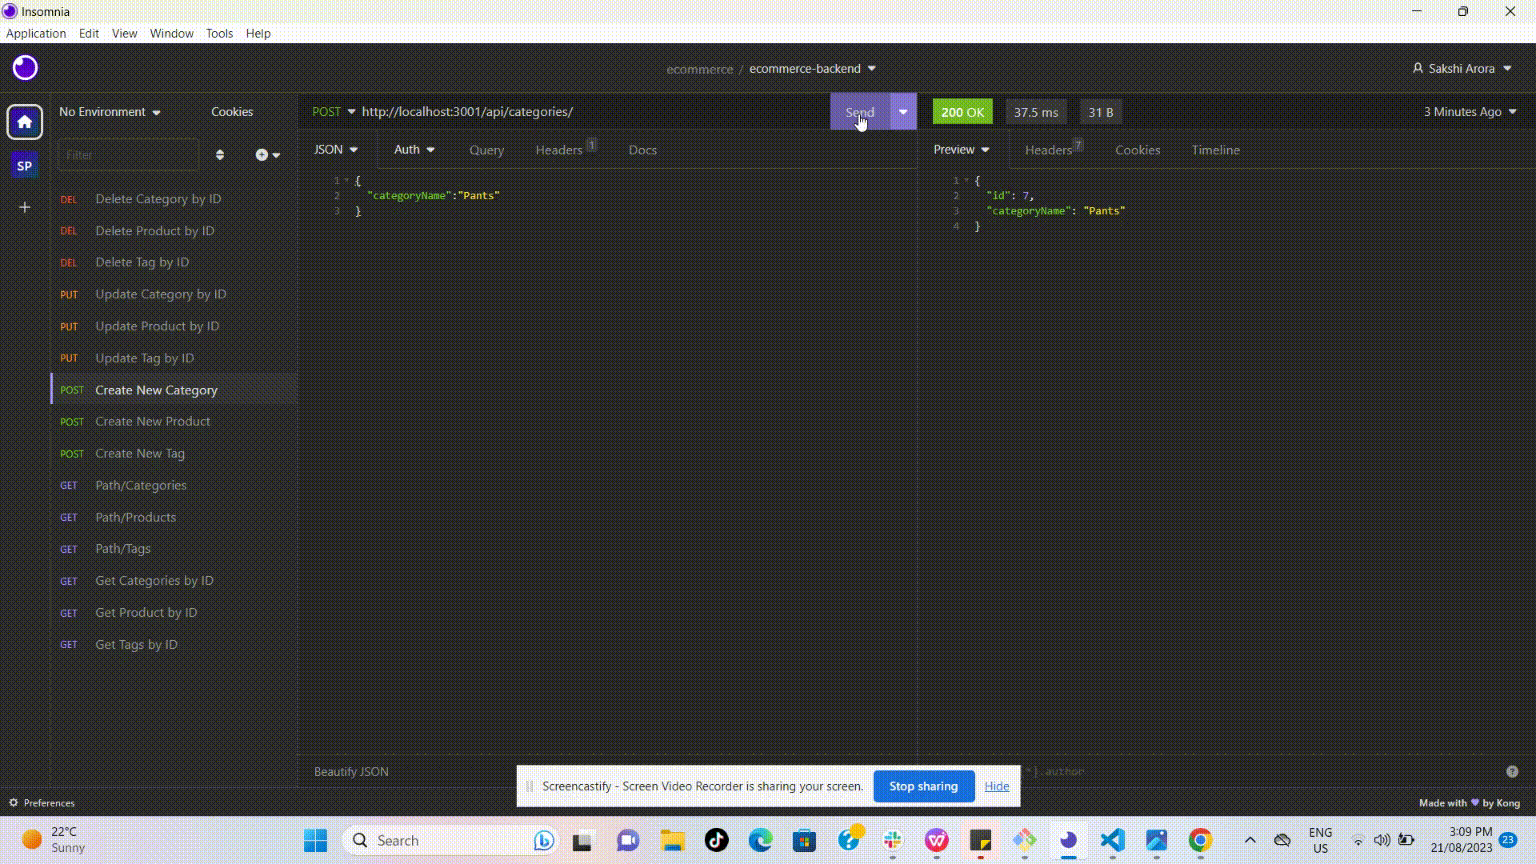 Insomnia
Application Edit View Window Tools Help
ecommerce / ecommerce-backend
Sakshi Arora
No Environment Cookies
POST http://localhost:3001/api/categories/ Send
200 OK 37.5 ms 31 B 3 Minutes Ago
Filter
JSON Auth Query Headers 1 Docs
Preview Headers 7 Cookies Timeline
SP
1 {
2 "categoryName":"Pants"
3 }
1 {
2 "id": 7,
3 "categoryName": "Pants"
4 }
DEL Delete Category by ID
DEL Delete Product by ID
DEL Delete Tag by ID
PUT Update Category by ID
PUT Update Product by ID
PUT Update Tag by ID
POST Create New Category
POST Create New Product
POST Create New Tag
GET Path/Categories
GET Path/Products
GET Path/Tags
GET Get Categories by ID
GET Get Product by ID
GET Get Tags by ID
Beautify JSON
*].author
Screencastify - Screen Video Recorder is sharing your screen. Stop sharing Hide
Preferences
Made with 💜 by Kong
22°C
Sunny
Search
ENG
US
3:09 PM
21/08/2023
23